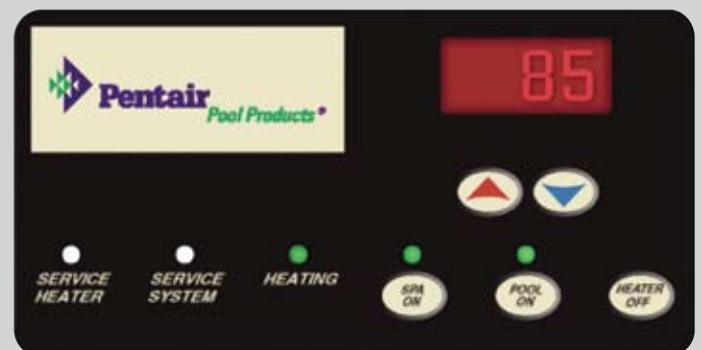 Pentair
Pool Products
85
SERVICE
HEATER
SERVICE
SYSTEM
HEATING
SPA
ON
POOL
ON
HEATER
OFF